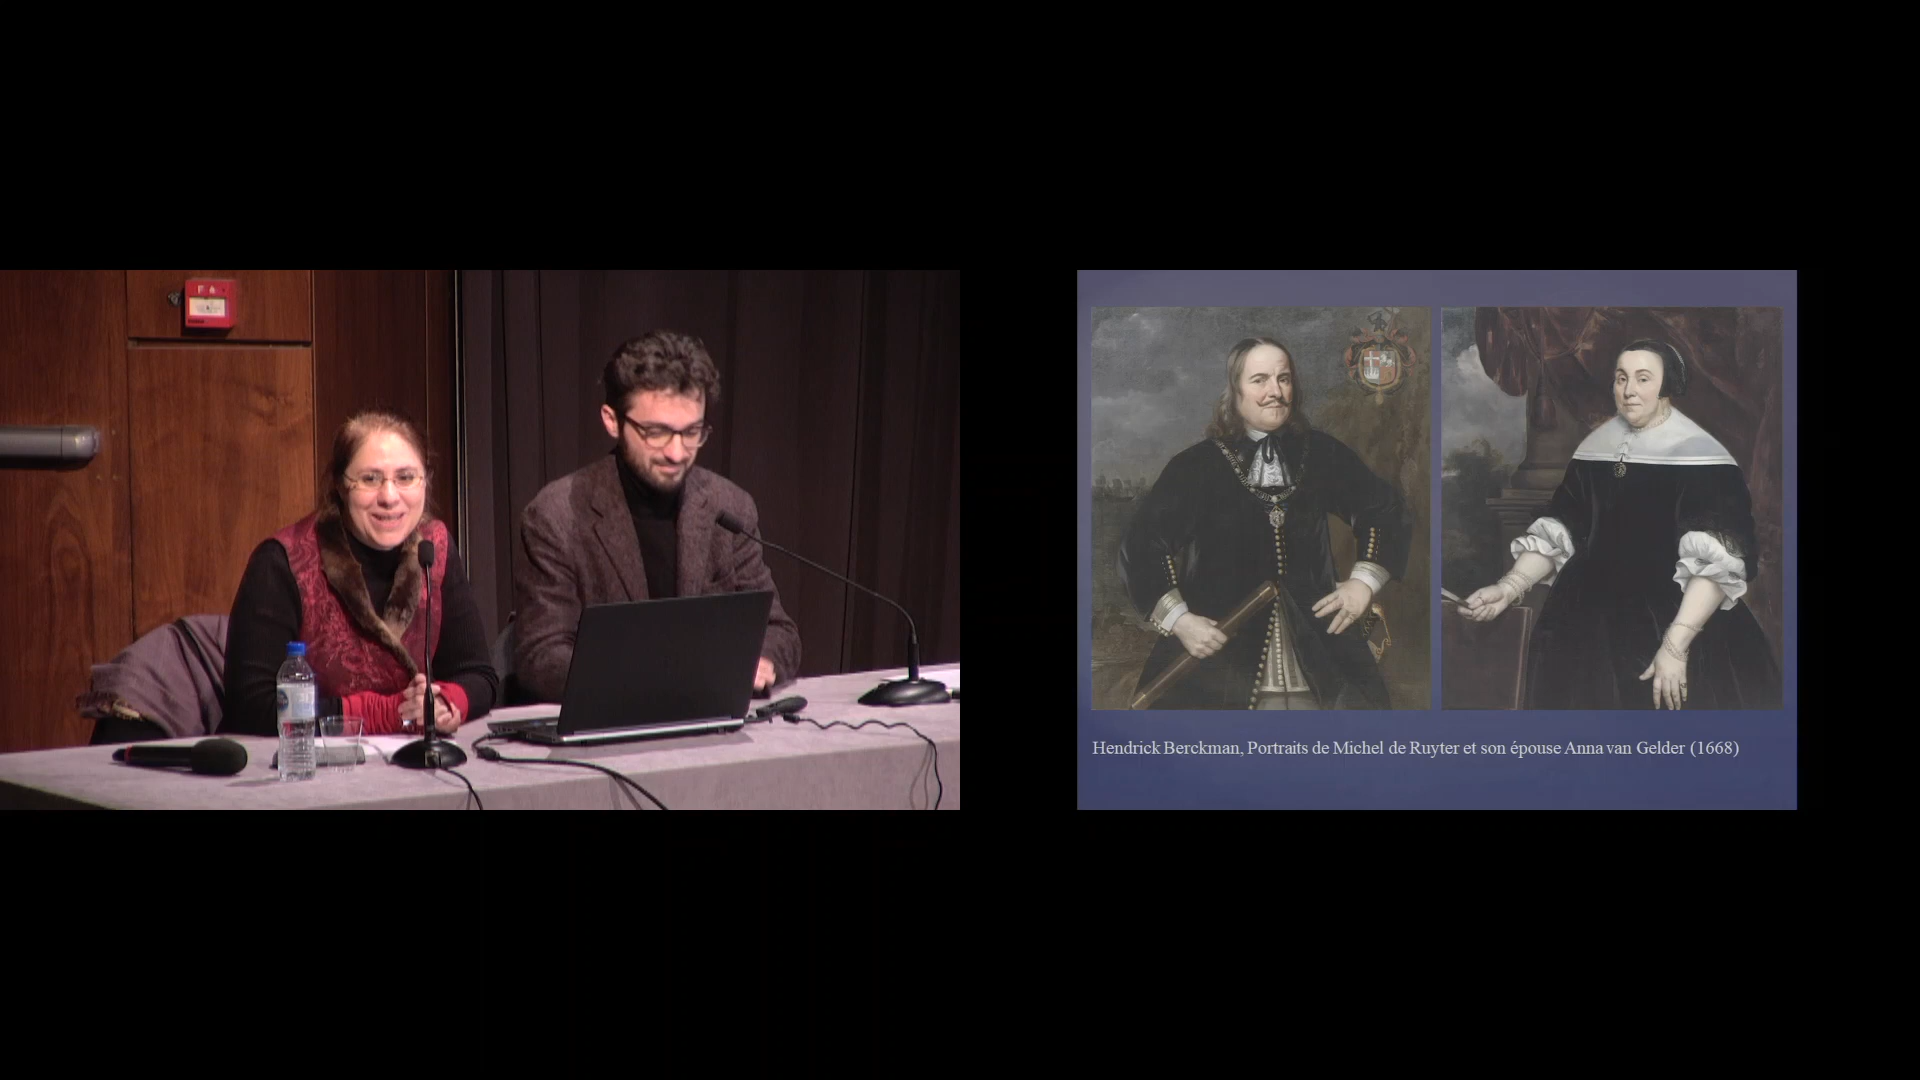 Hendrick Berckman, Portraits de Michel de Ruyter et son épouse Anna van Gelder (1668)